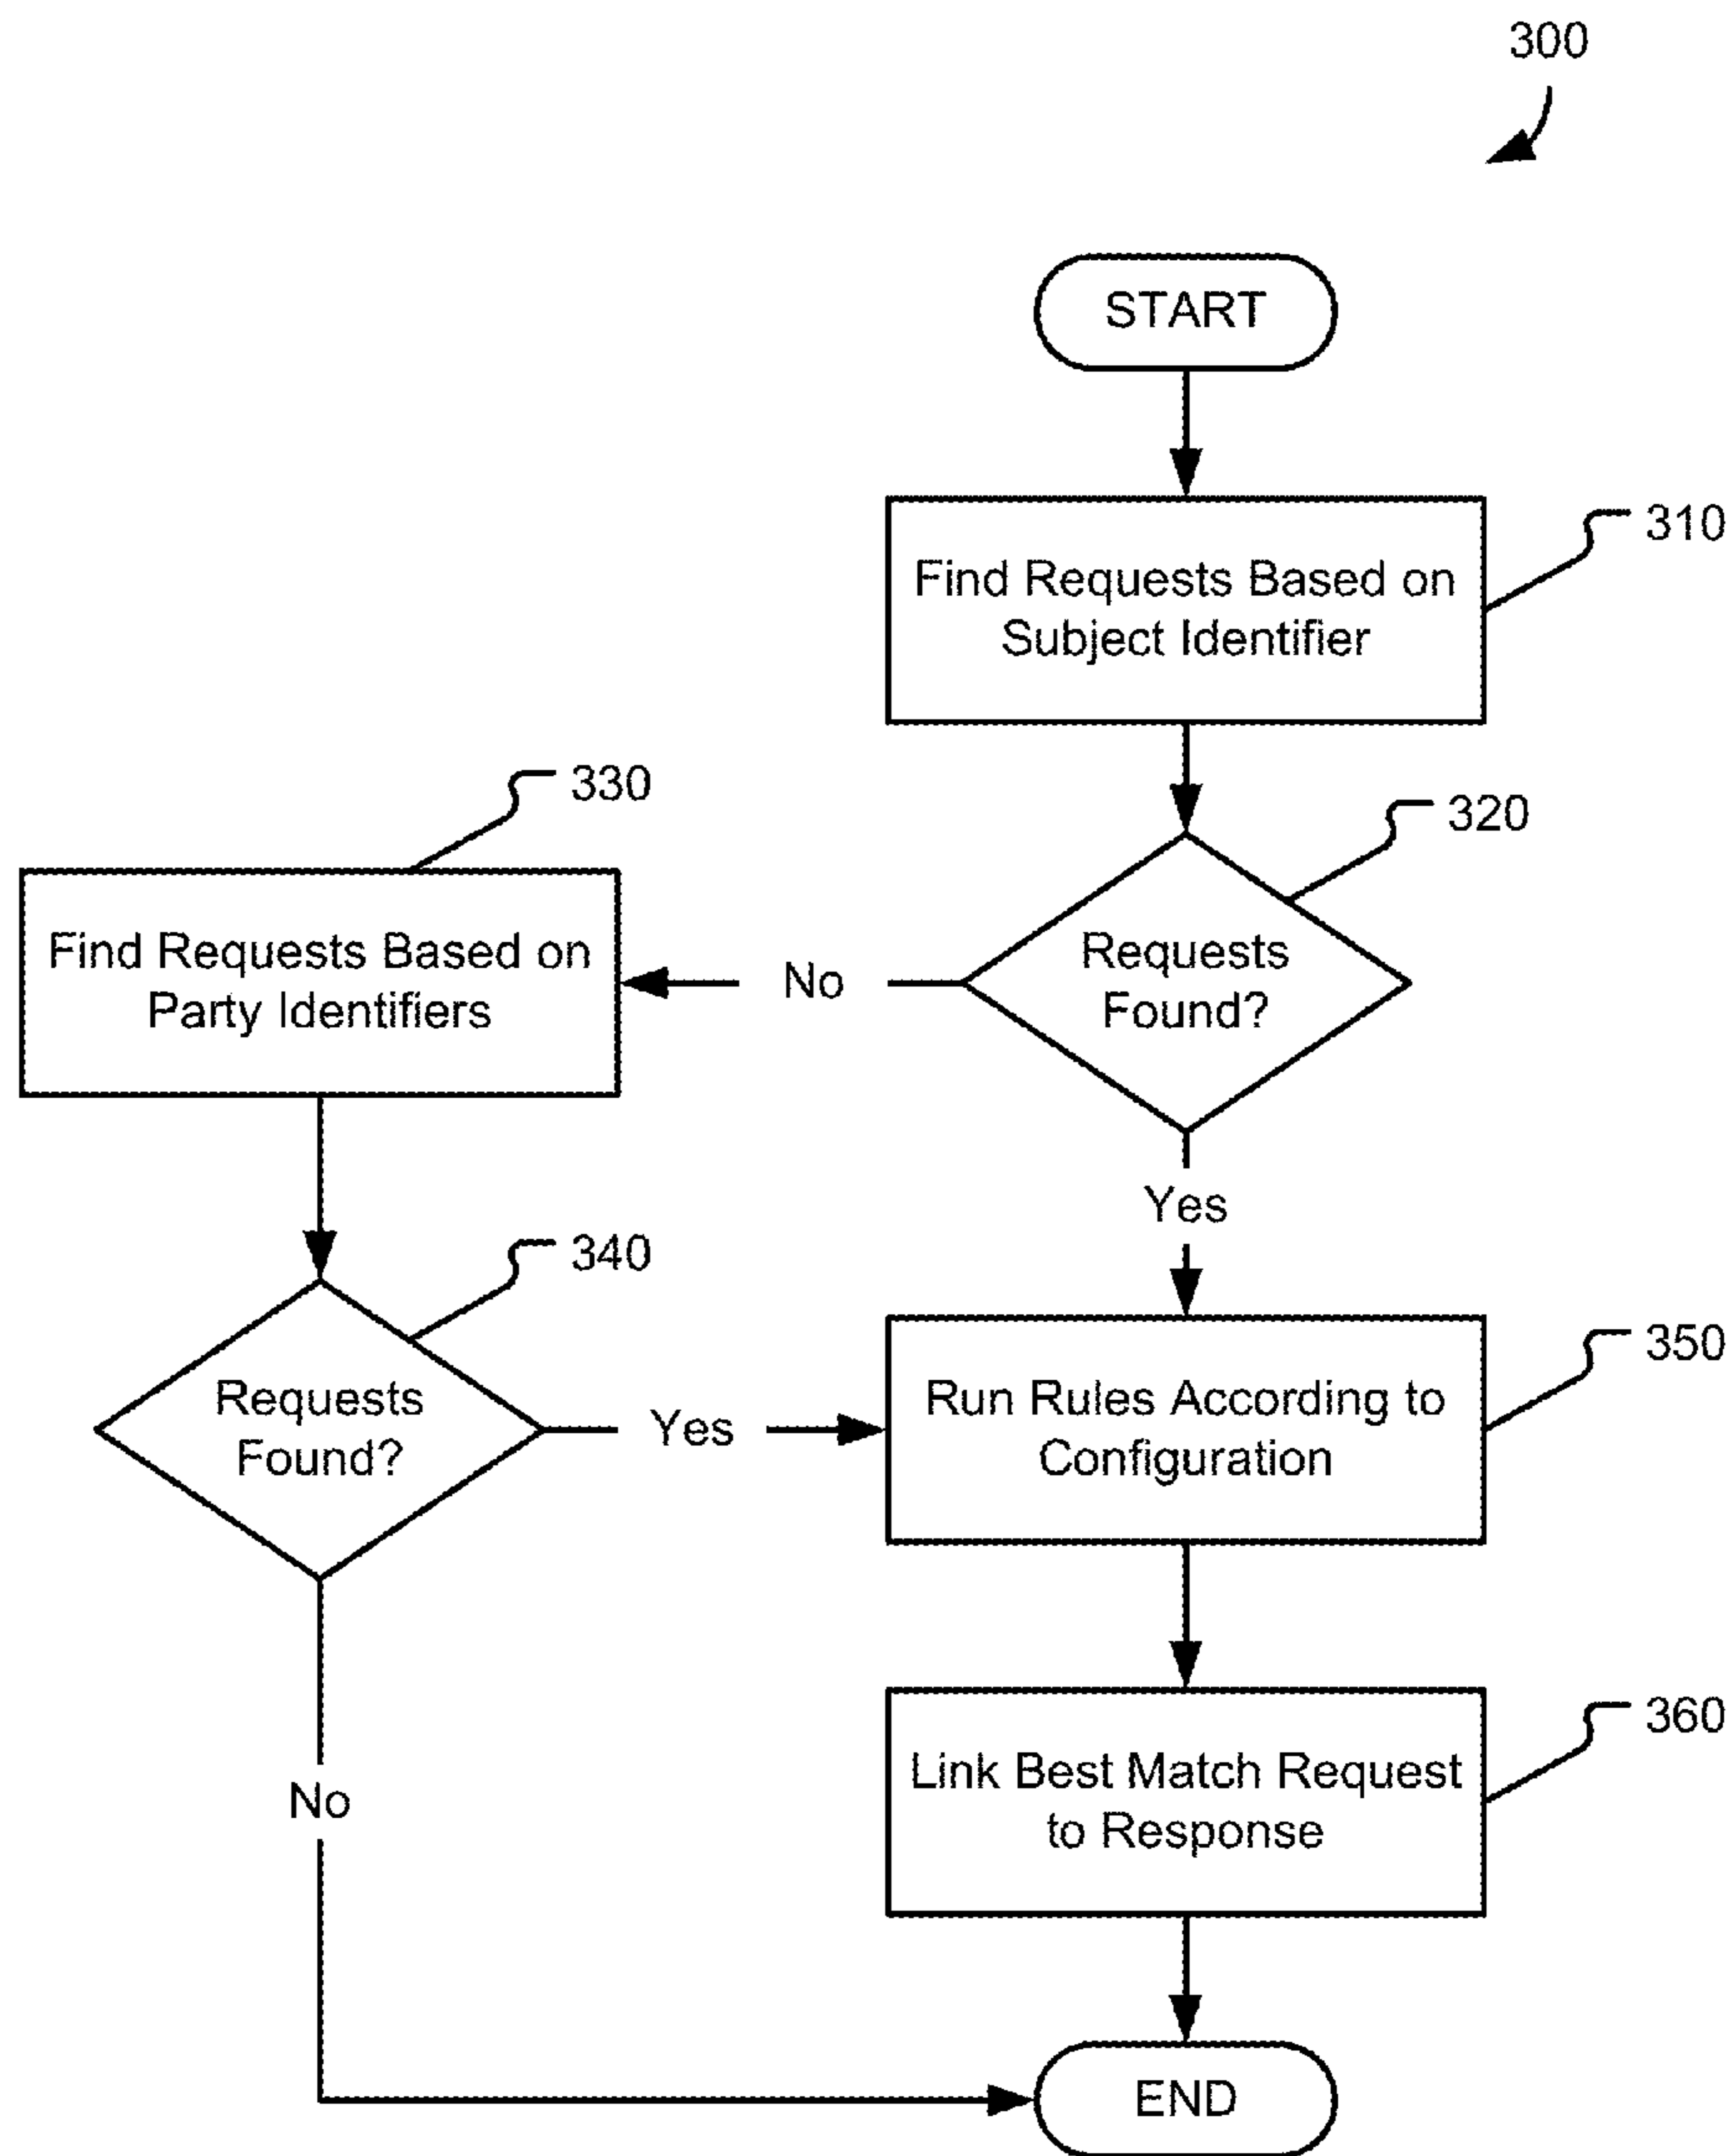 300
START
310
Find Requests Based on
Subject Identifier
330
320
Find Requests Based on
Party Identifiers
No
Requests
Found?
Yes
340
350
Requests
Found?
Yes
Run Rules According to
Configuration
360
No
Link Best Match Request
to Response
END